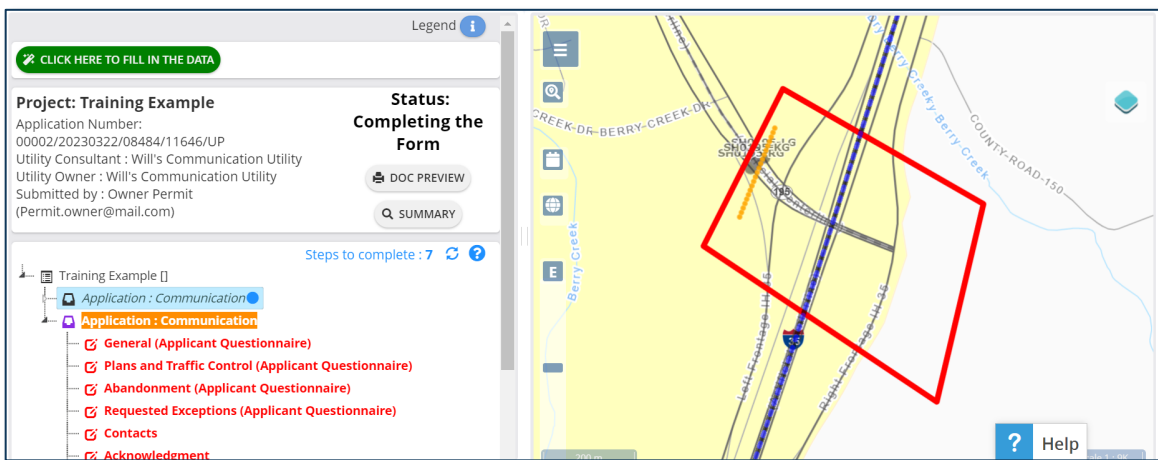 Legend
CLICK HERE TO FILL IN THE DATA
Project: Training Example
Application Number:
00002/20230322/08484/11646/UP
Utility Consultant : Will's Communication Utility
Utility Owner : Will's Communication Utility
Submitted by : Owner Permit
(Permit.owner@mail.com)
Status:
Completing the
Form
DOC PREVIEW
SUMMARY
Steps to complete : 7
Training Example []
Application : Communication
Application : Communication
General (Applicant Questionnaire)
Plans and Traffic Control (Applicant Questionnaire)
Abandonment (Applicant Questionnaire)
Requested Exceptions (Applicant Questionnaire)
Contacts
Acknowledgment
CREEK-DR-BERRY-CREEK-DR
Berry-Creek
Berry-Creek
COUNTY-ROAD-150
195
E
Left-Frontage-IH-35
Right-Frontage-IH-35
35
200 m
? Help